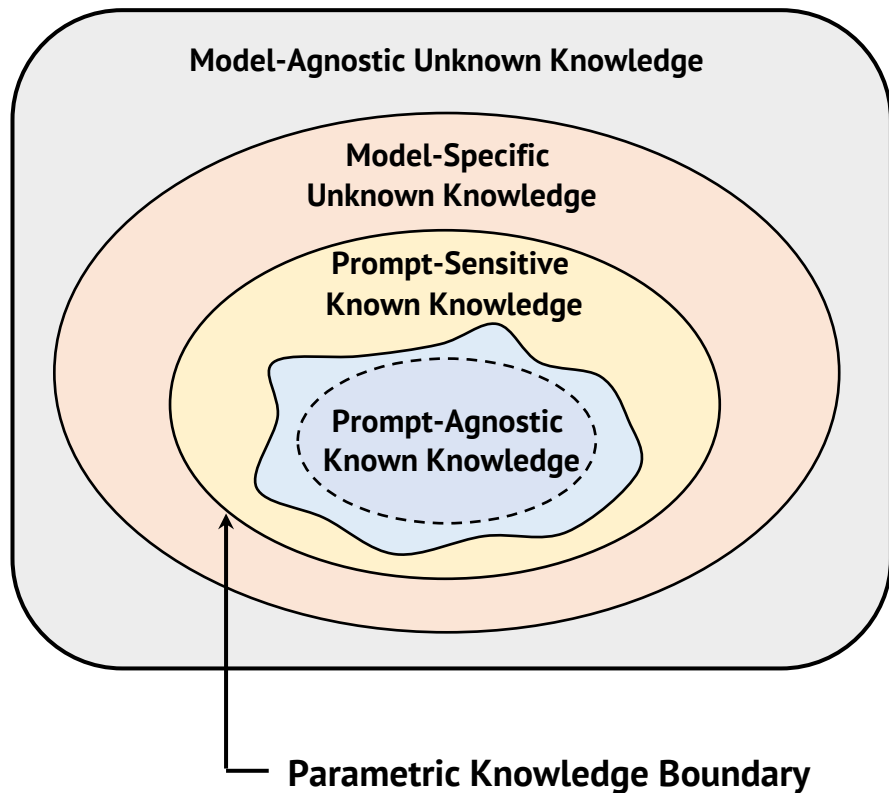 Model-Agnostic Unknown Knowledge
Model-Specific
Unknown Knowledge
Prompt-Sensitive
Known Knowledge
Prompt-Agnostic
Known Knowledge
Parametric Knowledge Boundary